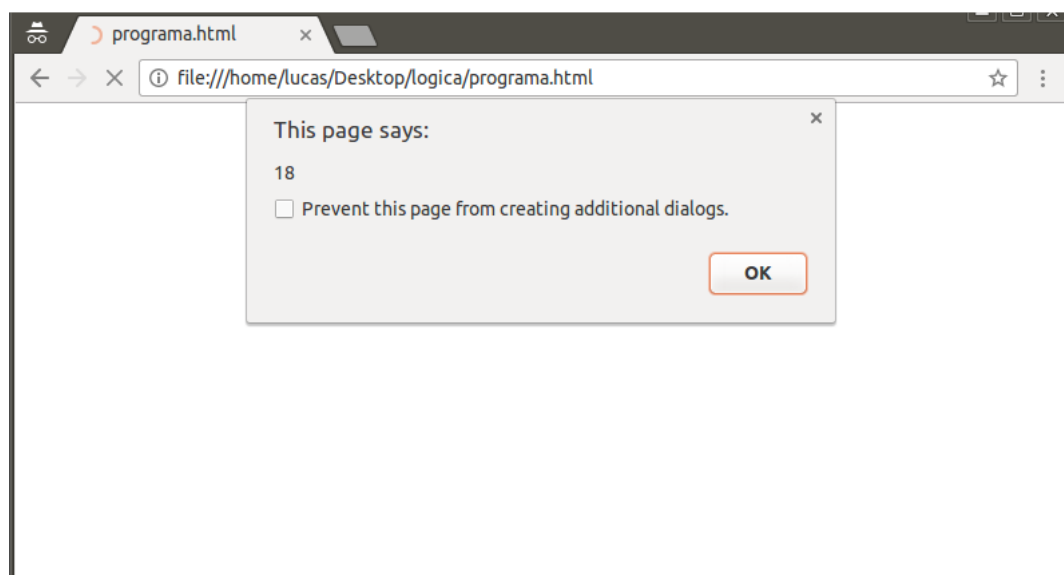 programa.html
file:///home/lucas/Desktop/logica/programa.html
This page says:
18
Prevent this page from creating additional dialogs.
OK